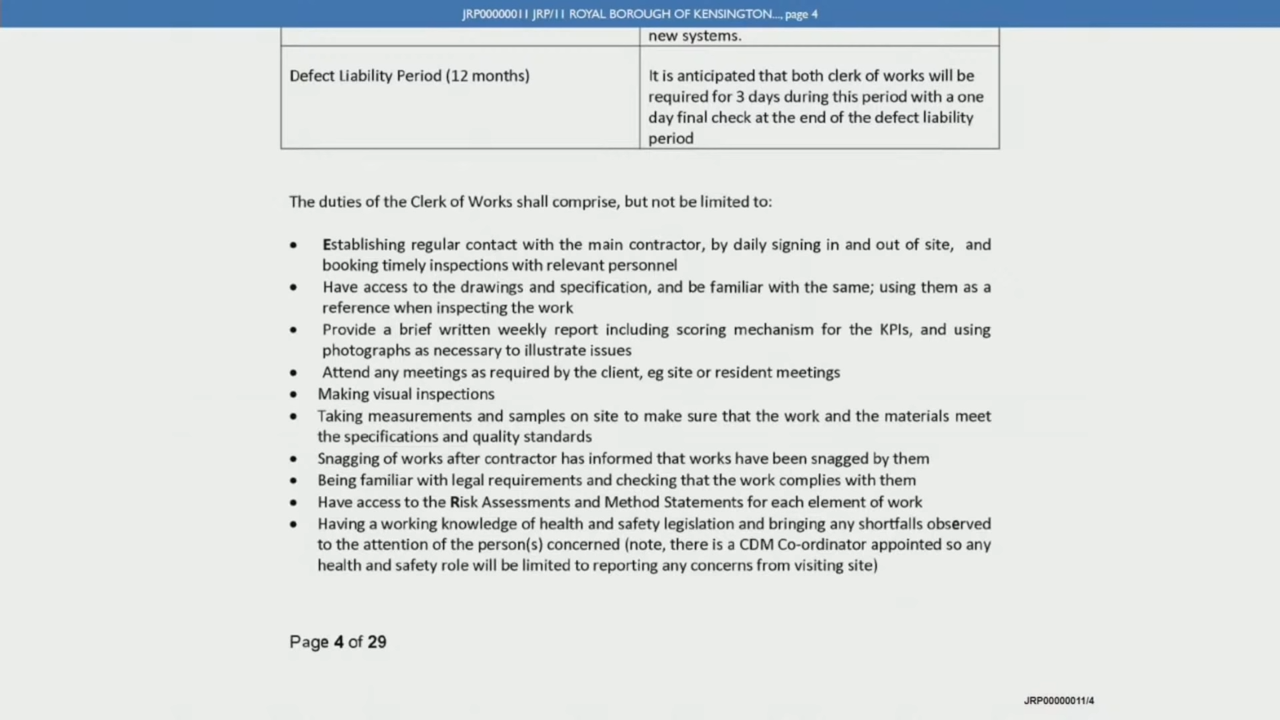 JRP00000011 JRP/11 ROYAL BOROUGH OF KENSINGTON..., page 4
new systems.
Defect Liability Period (12 months)
It is anticipated that both clerk of works will be
required for 3 days during this period with a one
day final check at the end of the defect liability
period
The duties of the Clerk of Works shall comprise, but not be limited to:
• Establishing regular contact with the main contractor, by daily signing in and out of site, and
booking timely inspections with relevant personnel
• Have access to the drawings and specification, and be familiar with the same; using them as a
reference when inspecting the work
• Provide a brief written weekly report including scoring mechanism for the KPIs, and using
photographs as necessary to illustrate issues
• Attend any meetings as required by the client, eg site or resident meetings
• Making visual inspections
• Taking measurements and samples on site to make sure that the work and the materials meet
the specifications and quality standards
• Snagging of works after contractor has informed that works have been snagged by them
• Being familiar with legal requirements and checking that the work complies with them
• Have access to the Risk Assessments and Method Statements for each element of work
• Having a working knowledge of health and safety legislation and bringing any shortfalls observed
to the attention of the person(s) concerned (note, there is a CDM Co-ordinator appointed so any
health and safety role will be limited to reporting any concerns from visiting site)
Page 4 of 29
JRP00000011/4